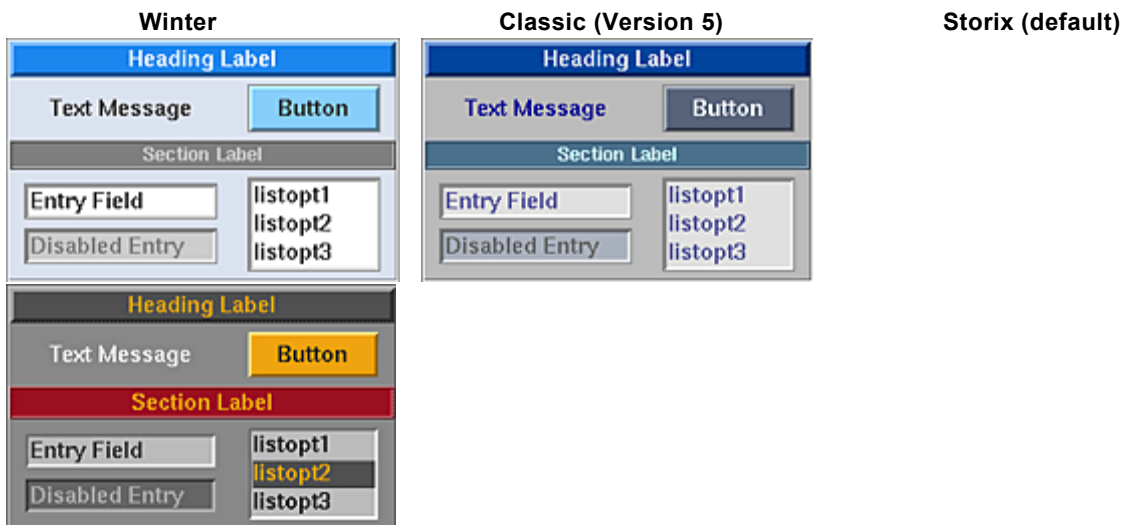 Winter Classic (Version 5) Storix (default)
Heading Label
Text Message Button
Section Label
Entry Field
Disabled Entry
listopt1
listopt2
listopt3
Heading Label
Text Message Button
Section Label
Entry Field
Disabled Entry
listopt1
listopt2
listopt3
Heading Label
Text Message Button
Section Label
Entry Field
Disabled Entry
listopt1
listopt2
listopt3